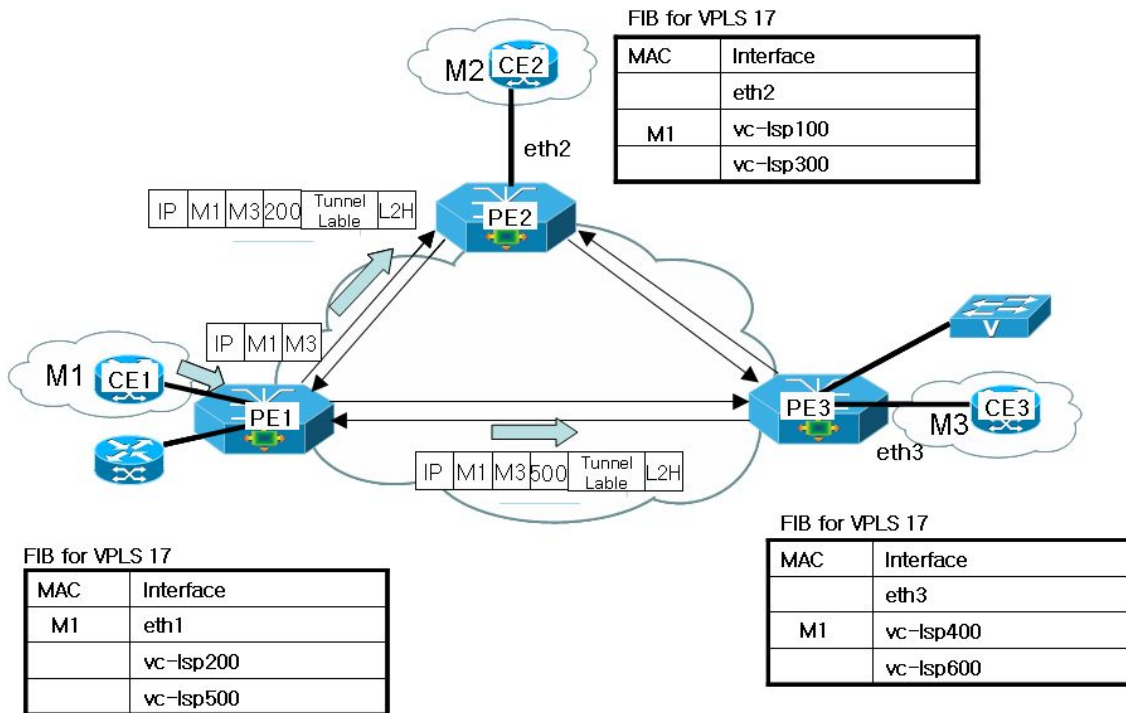 FIB for VPLS 17
MAC Interface
eth2
M1 vc-lsp100
vc-lsp300
M2
CE2
eth2
IP M1 M3 200 Tunnel Lable L2H
PE2
IP M1 M3
V
M1
CE1
PE1
PE3
M3
CE3
eth3
IP M1 M3 500 Tunnel Lable L2H
FIB for VPLS 17
MAC Interface
M1 eth1
vc-lsp200
vc-lsp500
FIB for VPLS 17
MAC Interface
eth3
M1 vc-lsp400
vc-lsp600